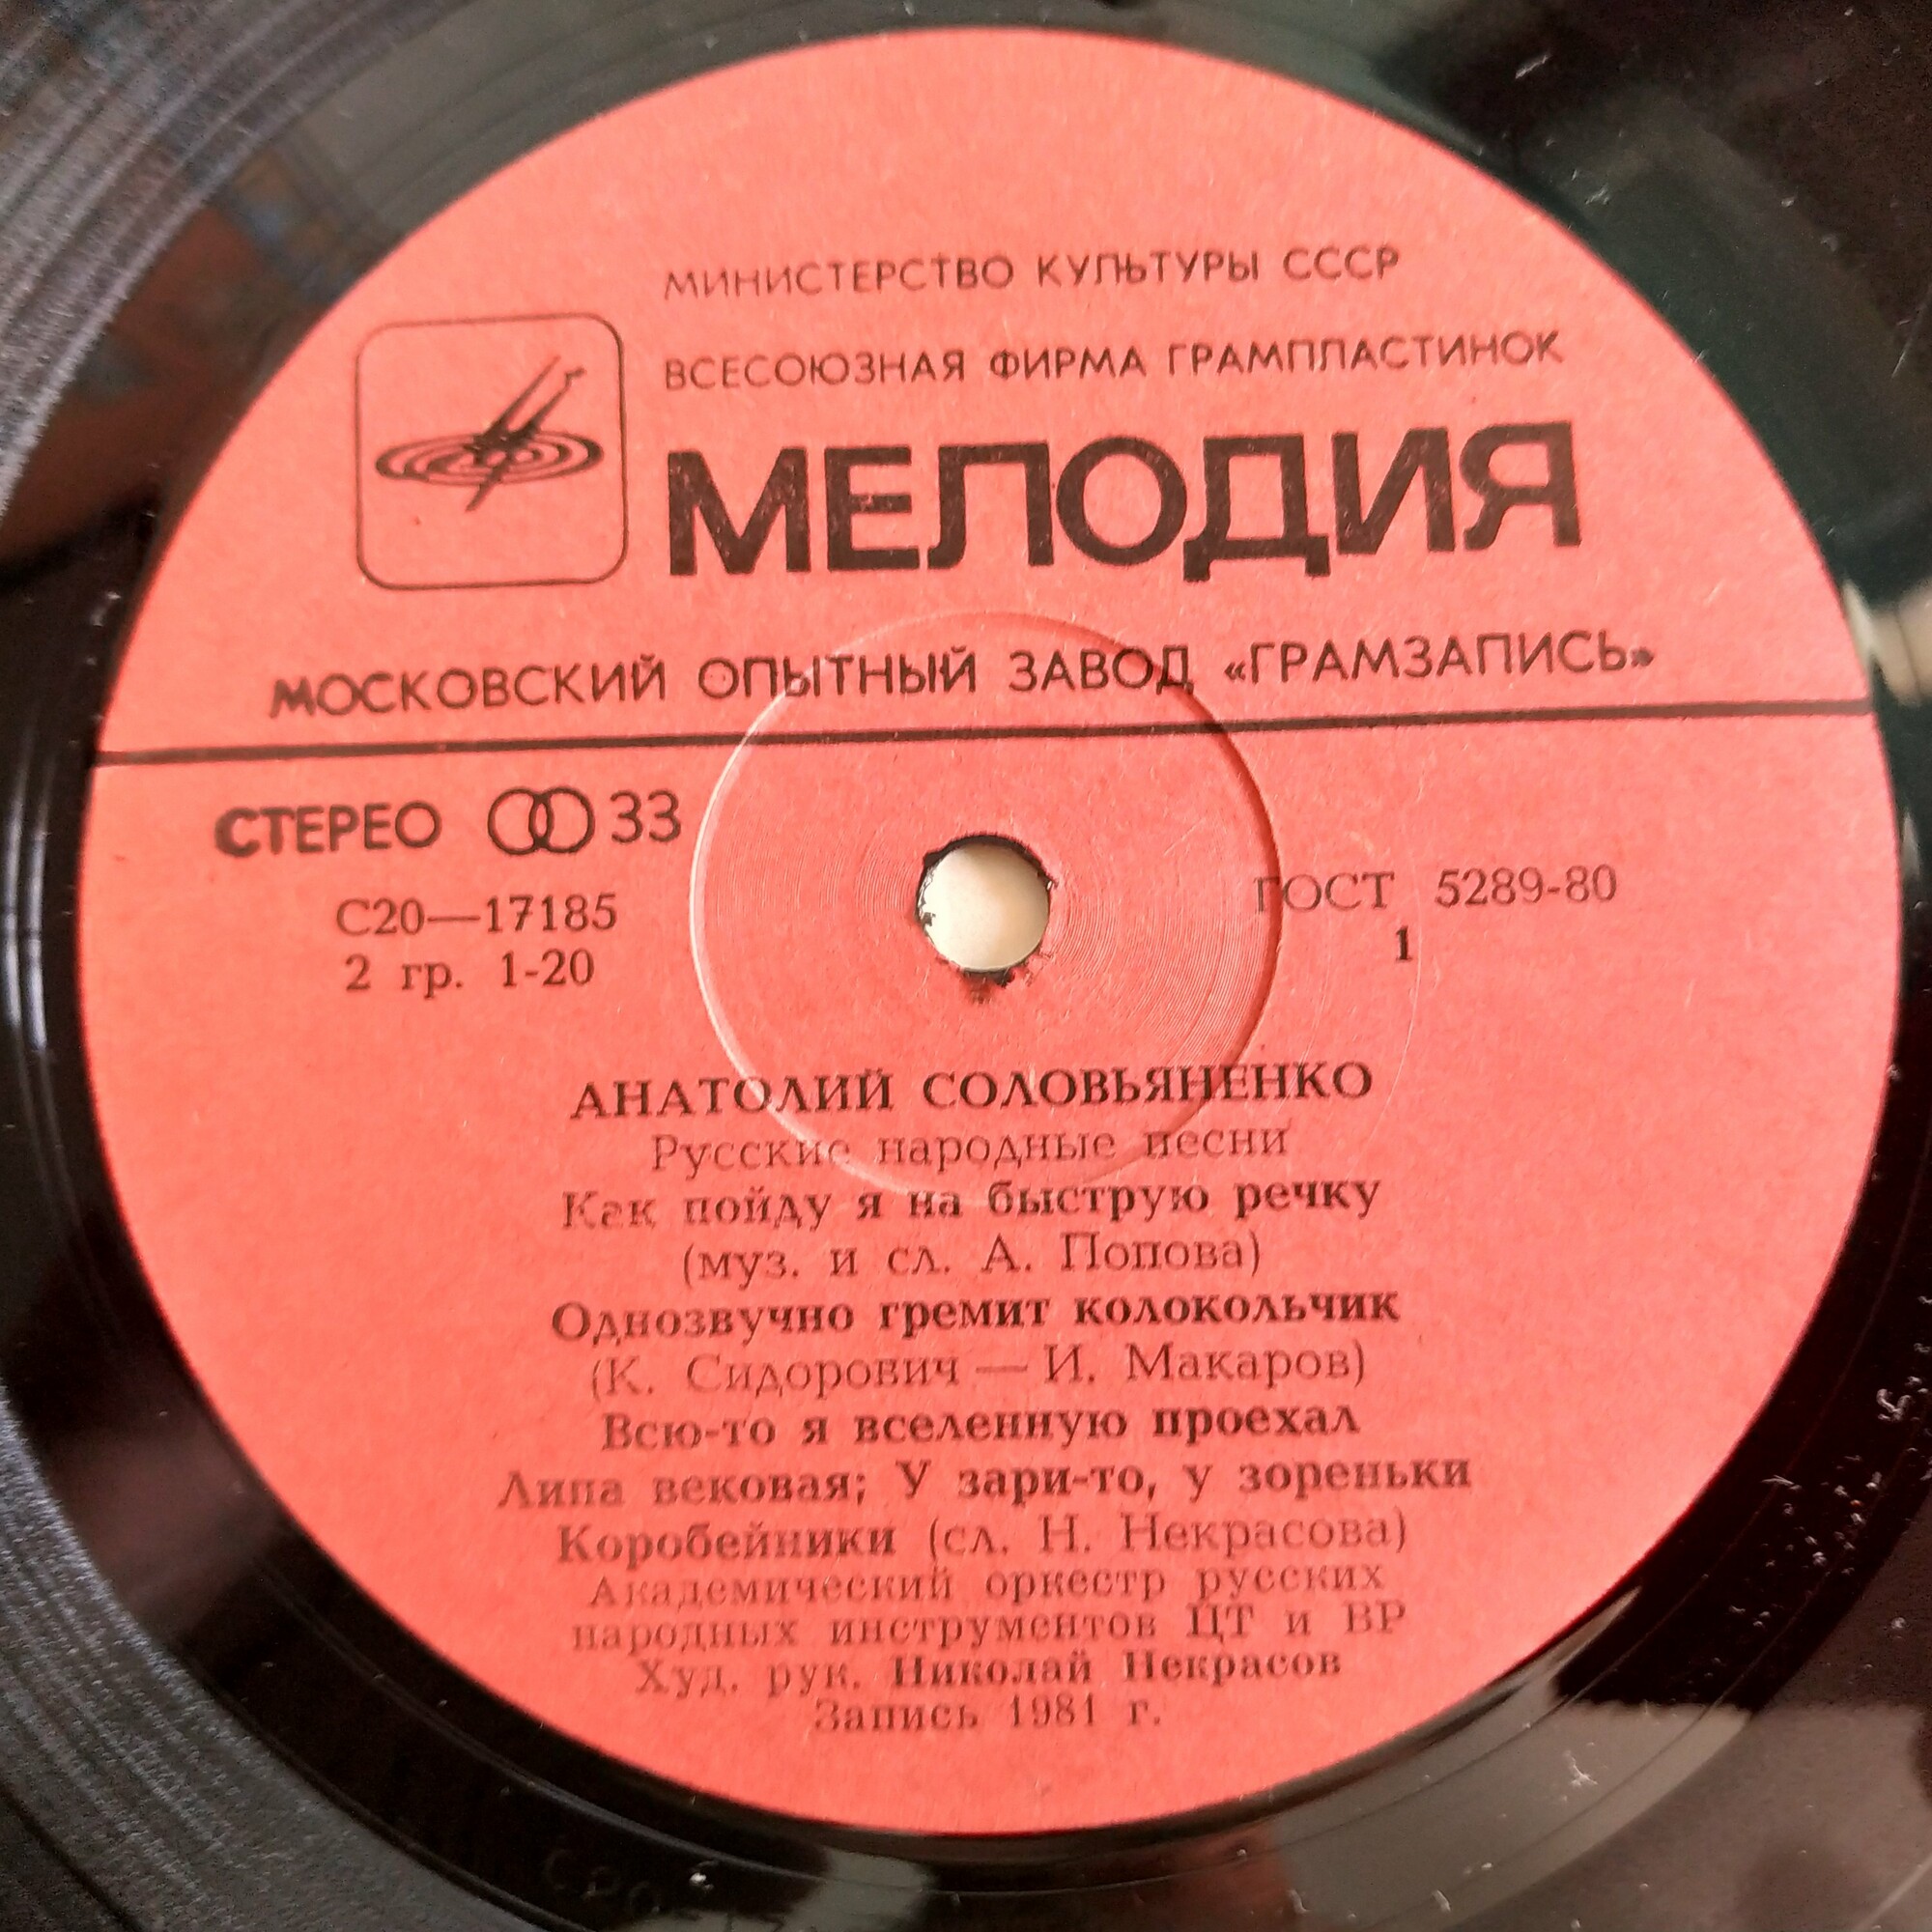 МИНИСТЕРСТВО КУЛЬТУРЫ СССР
ВСЕСОЮЗНАЯ ФИРМА ГРАМПЛАСТИНОК
МЕЛОДИЯ
МОСКОВСКИЙ ОПЫТНЫЙ ЗАВОД «ГРАМЗАПИСЬ»
СТЕРЕО 33
С20—17185
2 гр. 1-20
ГОСТ 5289-80
1
АНАТОЛИЙ СОЛОВЬЯНЕНКО
Русские народные песни
Как пойду я на быструю речку
(муз. и сл. А. Попова)
Однозвучно гремит колокольчик
(К. Сидорович — И. Макаров)
Всю-то я вселенную проехал
Липа вековая; У зари-то, у зореньки
Коробейники (сл. Н. Некрасова)
Академический оркестр русских
народных инструментов ЦТ и ВР
Худ. рук. Николай Некрасов
Запись 1981 г.